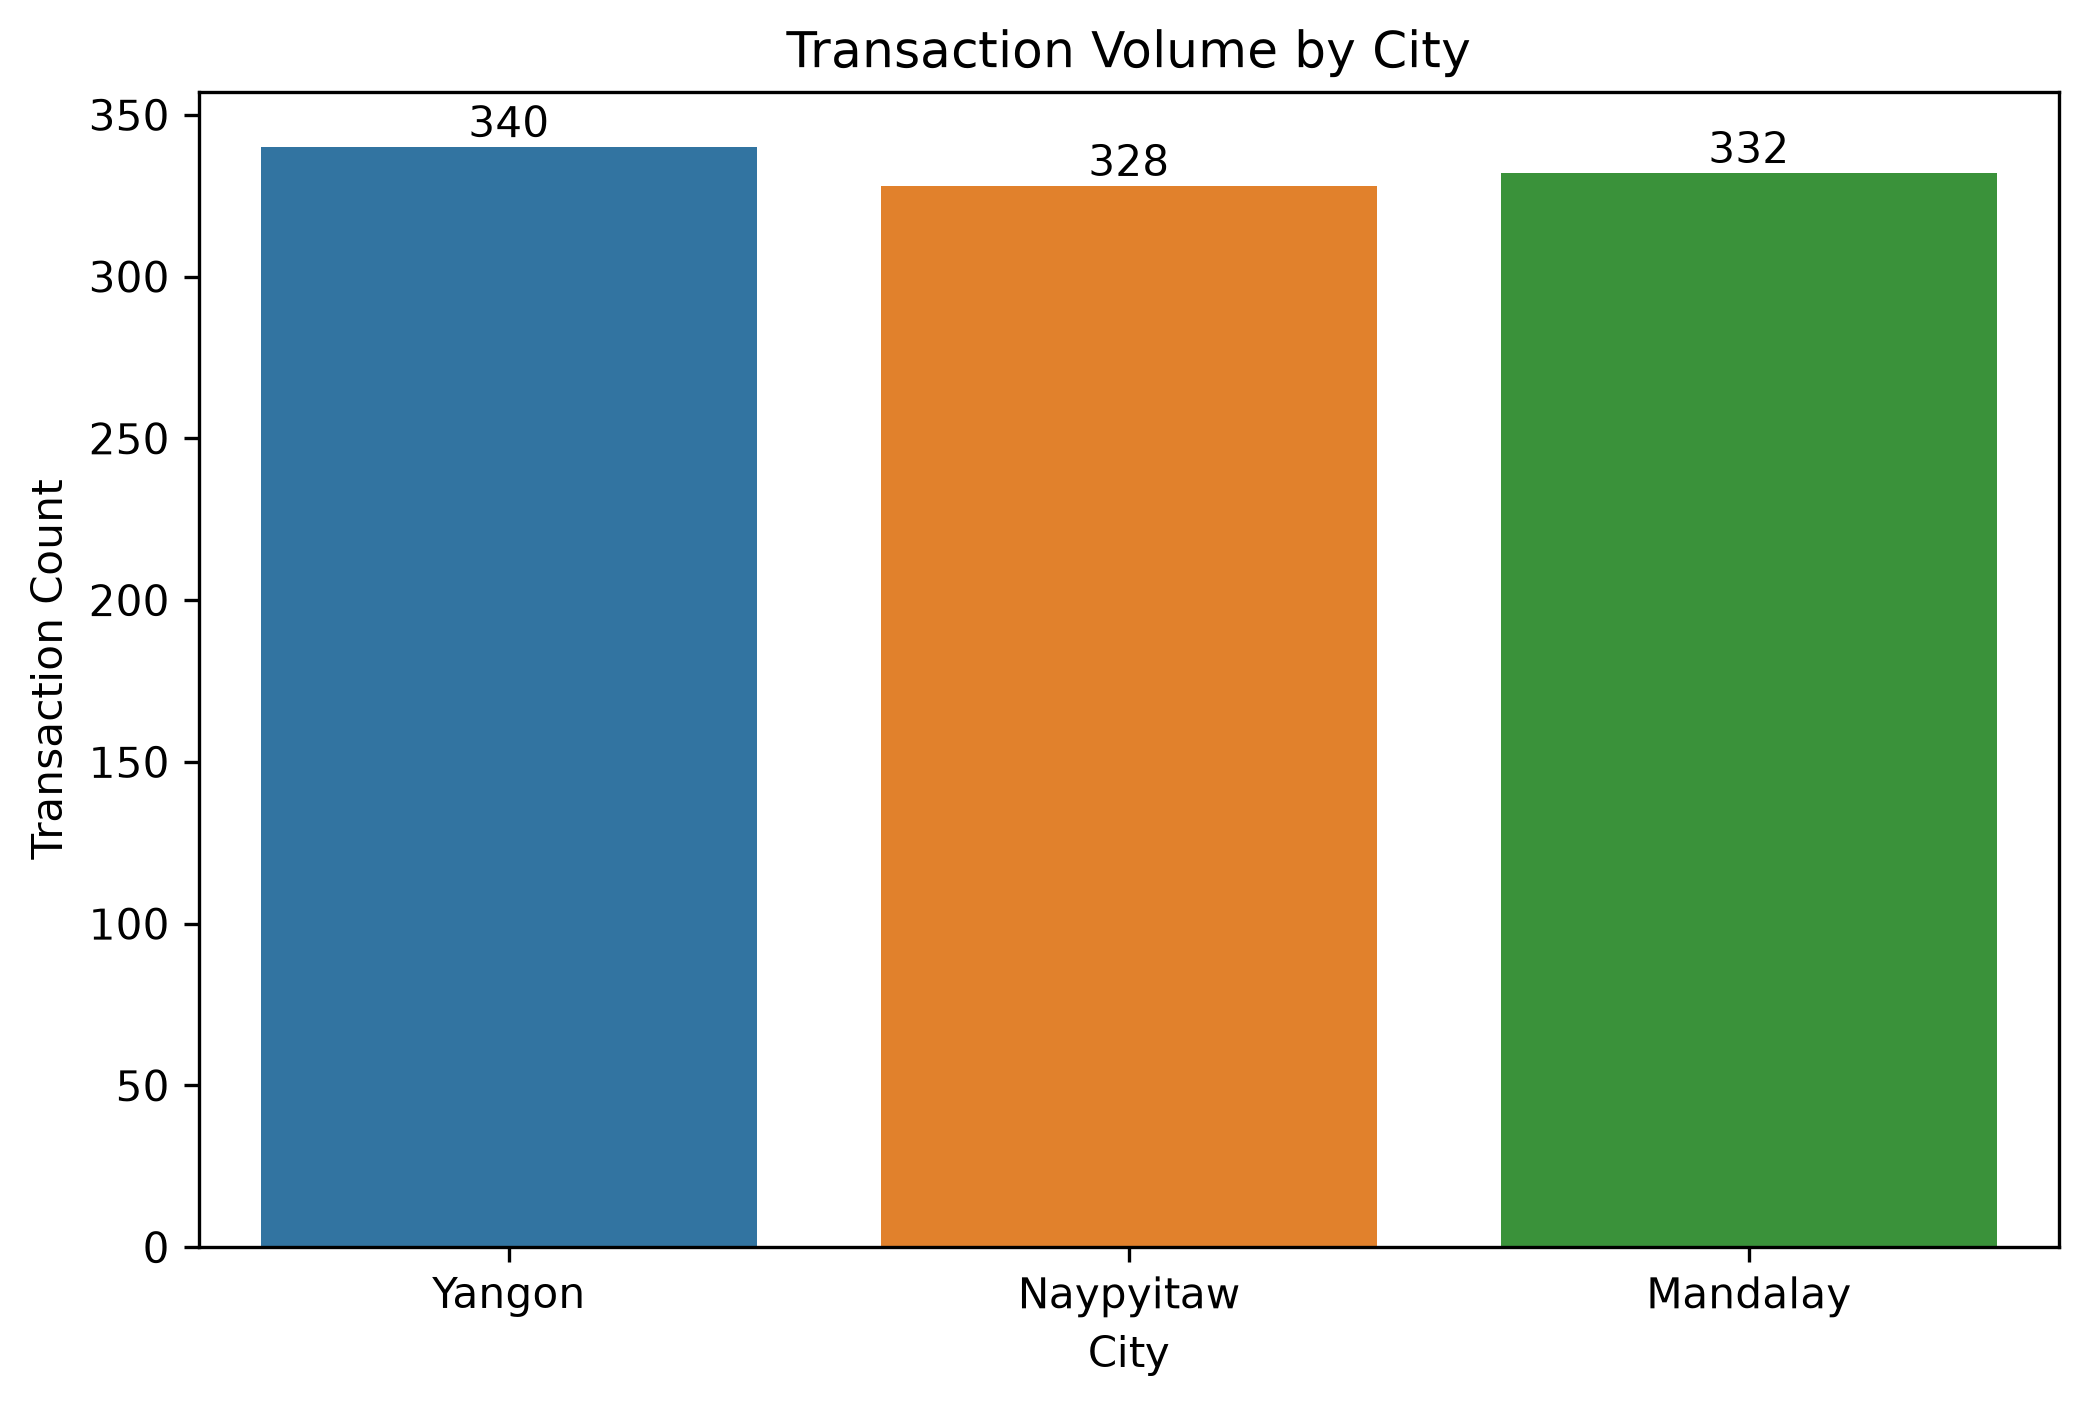 Transaction Volume by City
350
300
250
200
150
100
50
0
Transaction Count
340
328
332
Yangon
Naypyitaw
Mandalay
City